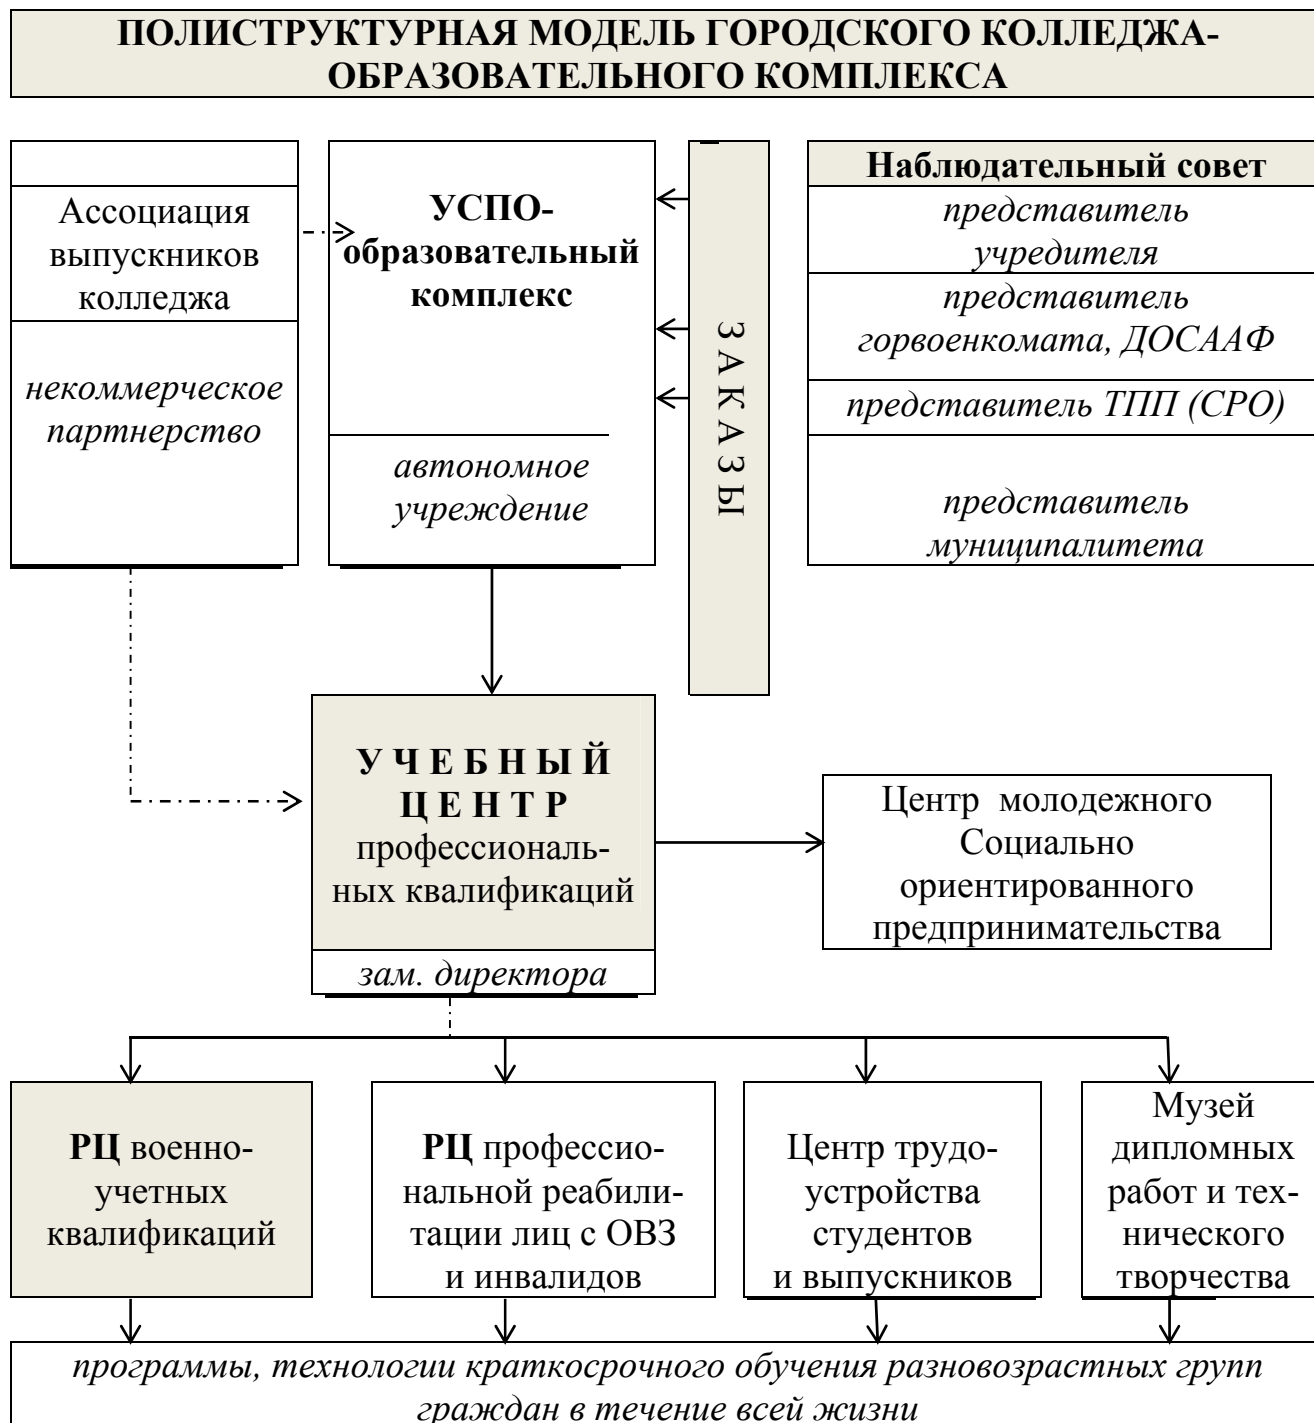 ПОЛИСТРУКТУРНАЯ МОДЕЛЬ ГОРОДСКОГО КОЛЛЕДЖА-
ОБРАЗОВАТЕЛЬНОГО КОМПЛЕКСА
Ассоциация
выпускников
колледжа
некоммерческое
партнерство
УСПО-
образовательный
комплекс
автономное
учреждение
ЗАКАЗЫ
Наблюдательный совет
представитель
учредителя
представитель
горвоенкомата, ДОСААФ
представитель ТПП (СРО)
представитель
муниципалитета
У Ч Е Б Н Ы Й
Ц Е Н Т Р
профессиональ-
ных квалификаций
зам. директора
Центр молодежного
Социально
ориентированного
предпринимательства
РЦ военно-
учетных
квалификаций
РЦ профессио-
нальной реабили-
тации лиц с ОВЗ
и инвалидов
Центр трудо-
устройства
студентов
и выпускников
Музей
дипломных
работ и тех-
нического
творчества
программы, технологии краткосрочного обучения разновозрастных групп
граждан в течение всей жизни